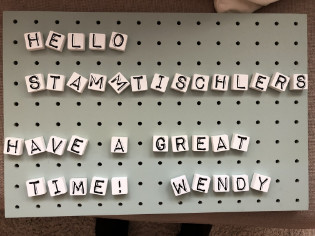 HELLO
STAMMTISCHLERS
HAVE A GREAT
TIME! WENDY